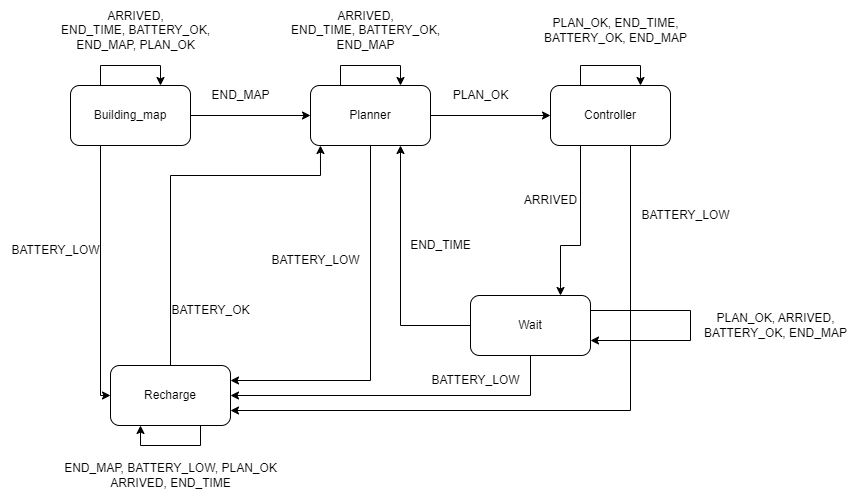 ARRIVED,
END_TIME, BATTERY_OK,
END_MAP, PLAN_OK
ARRIVED,
END_TIME, BATTERY_OK,
END_MAP
PLAN_OK, END_TIME,
BATTERY_OK, END_MAP
Building_map
END_MAP
Planner
PLAN_OK
Controller
ARRIVED
BATTERY_LOW
BATTERY_LOW
BATTERY_LOW
END_TIME
BATTERY_OK
Wait
PLAN_OK, ARRIVED,
BATTERY_OK, END_MAP
BATTERY_LOW
Recharge
END_MAP, BATTERY_LOW, PLAN_OK
ARRIVED, END_TIME